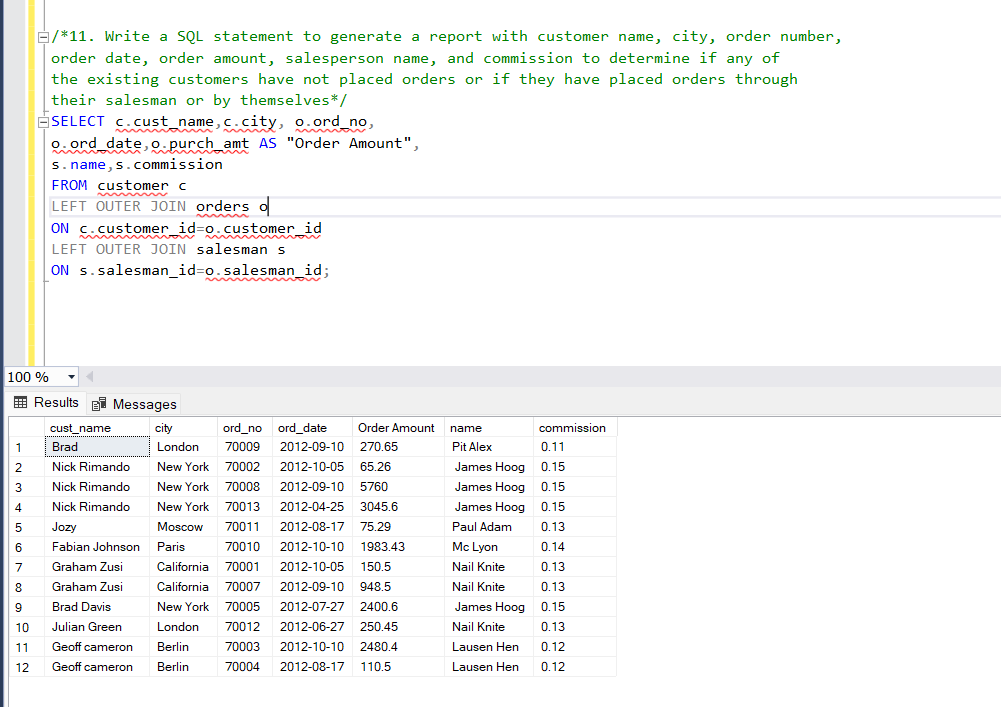 /*11. Write a SQL statement to generate a report with customer name, city, order number,
order date, order amount, salesperson name, and commission to determine if any of
the existing customers have not placed orders or if they have placed orders through
their salesman or by themselves*/
SELECT c.cust_name,c.city, o.ord_no,
o.ord_date,o.purch_amt AS "Order Amount",
s.name,s.commission
FROM customer c
LEFT OUTER JOIN orders o
ON c.customer_id=o.customer_id
LEFT OUTER JOIN salesman s
ON s.salesman_id=o.salesman_id;
100 %
Results Messages
cust_name city ord_no ord_date Order Amount name commission
1 Brad London 70009 2012-09-10 270.65 Pit Alex 0.11
2 Nick Rimando New York 70002 2012-10-05 65.26 James Hoog 0.15
3 Nick Rimando New York 70008 2012-09-10 5760 James Hoog 0.15
4 Nick Rimando New York 70013 2012-04-25 3045.6 James Hoog 0.15
5 Jozy Moscow 70011 2012-08-17 75.29 Paul Adam 0.13
6 Fabian Johnson Paris 70010 2012-10-10 1983.43 Mc Lyon 0.14
7 Graham Zusi California 70001 2012-10-05 150.5 Nail Knite 0.13
8 Graham Zusi California 70007 2012-09-10 948.5 Nail Knite 0.13
9 Brad Davis New York 70005 2012-07-27 2400.6 James Hoog 0.15
10 Julian Green London 70012 2012-06-27 250.45 Nail Knite 0.13
11 Geoff cameron Berlin 70003 2012-10-10 2480.4 Lausen Hen 0.12
12 Geoff cameron Berlin 70004 2012-08-17 110.5 Lausen Hen 0.12